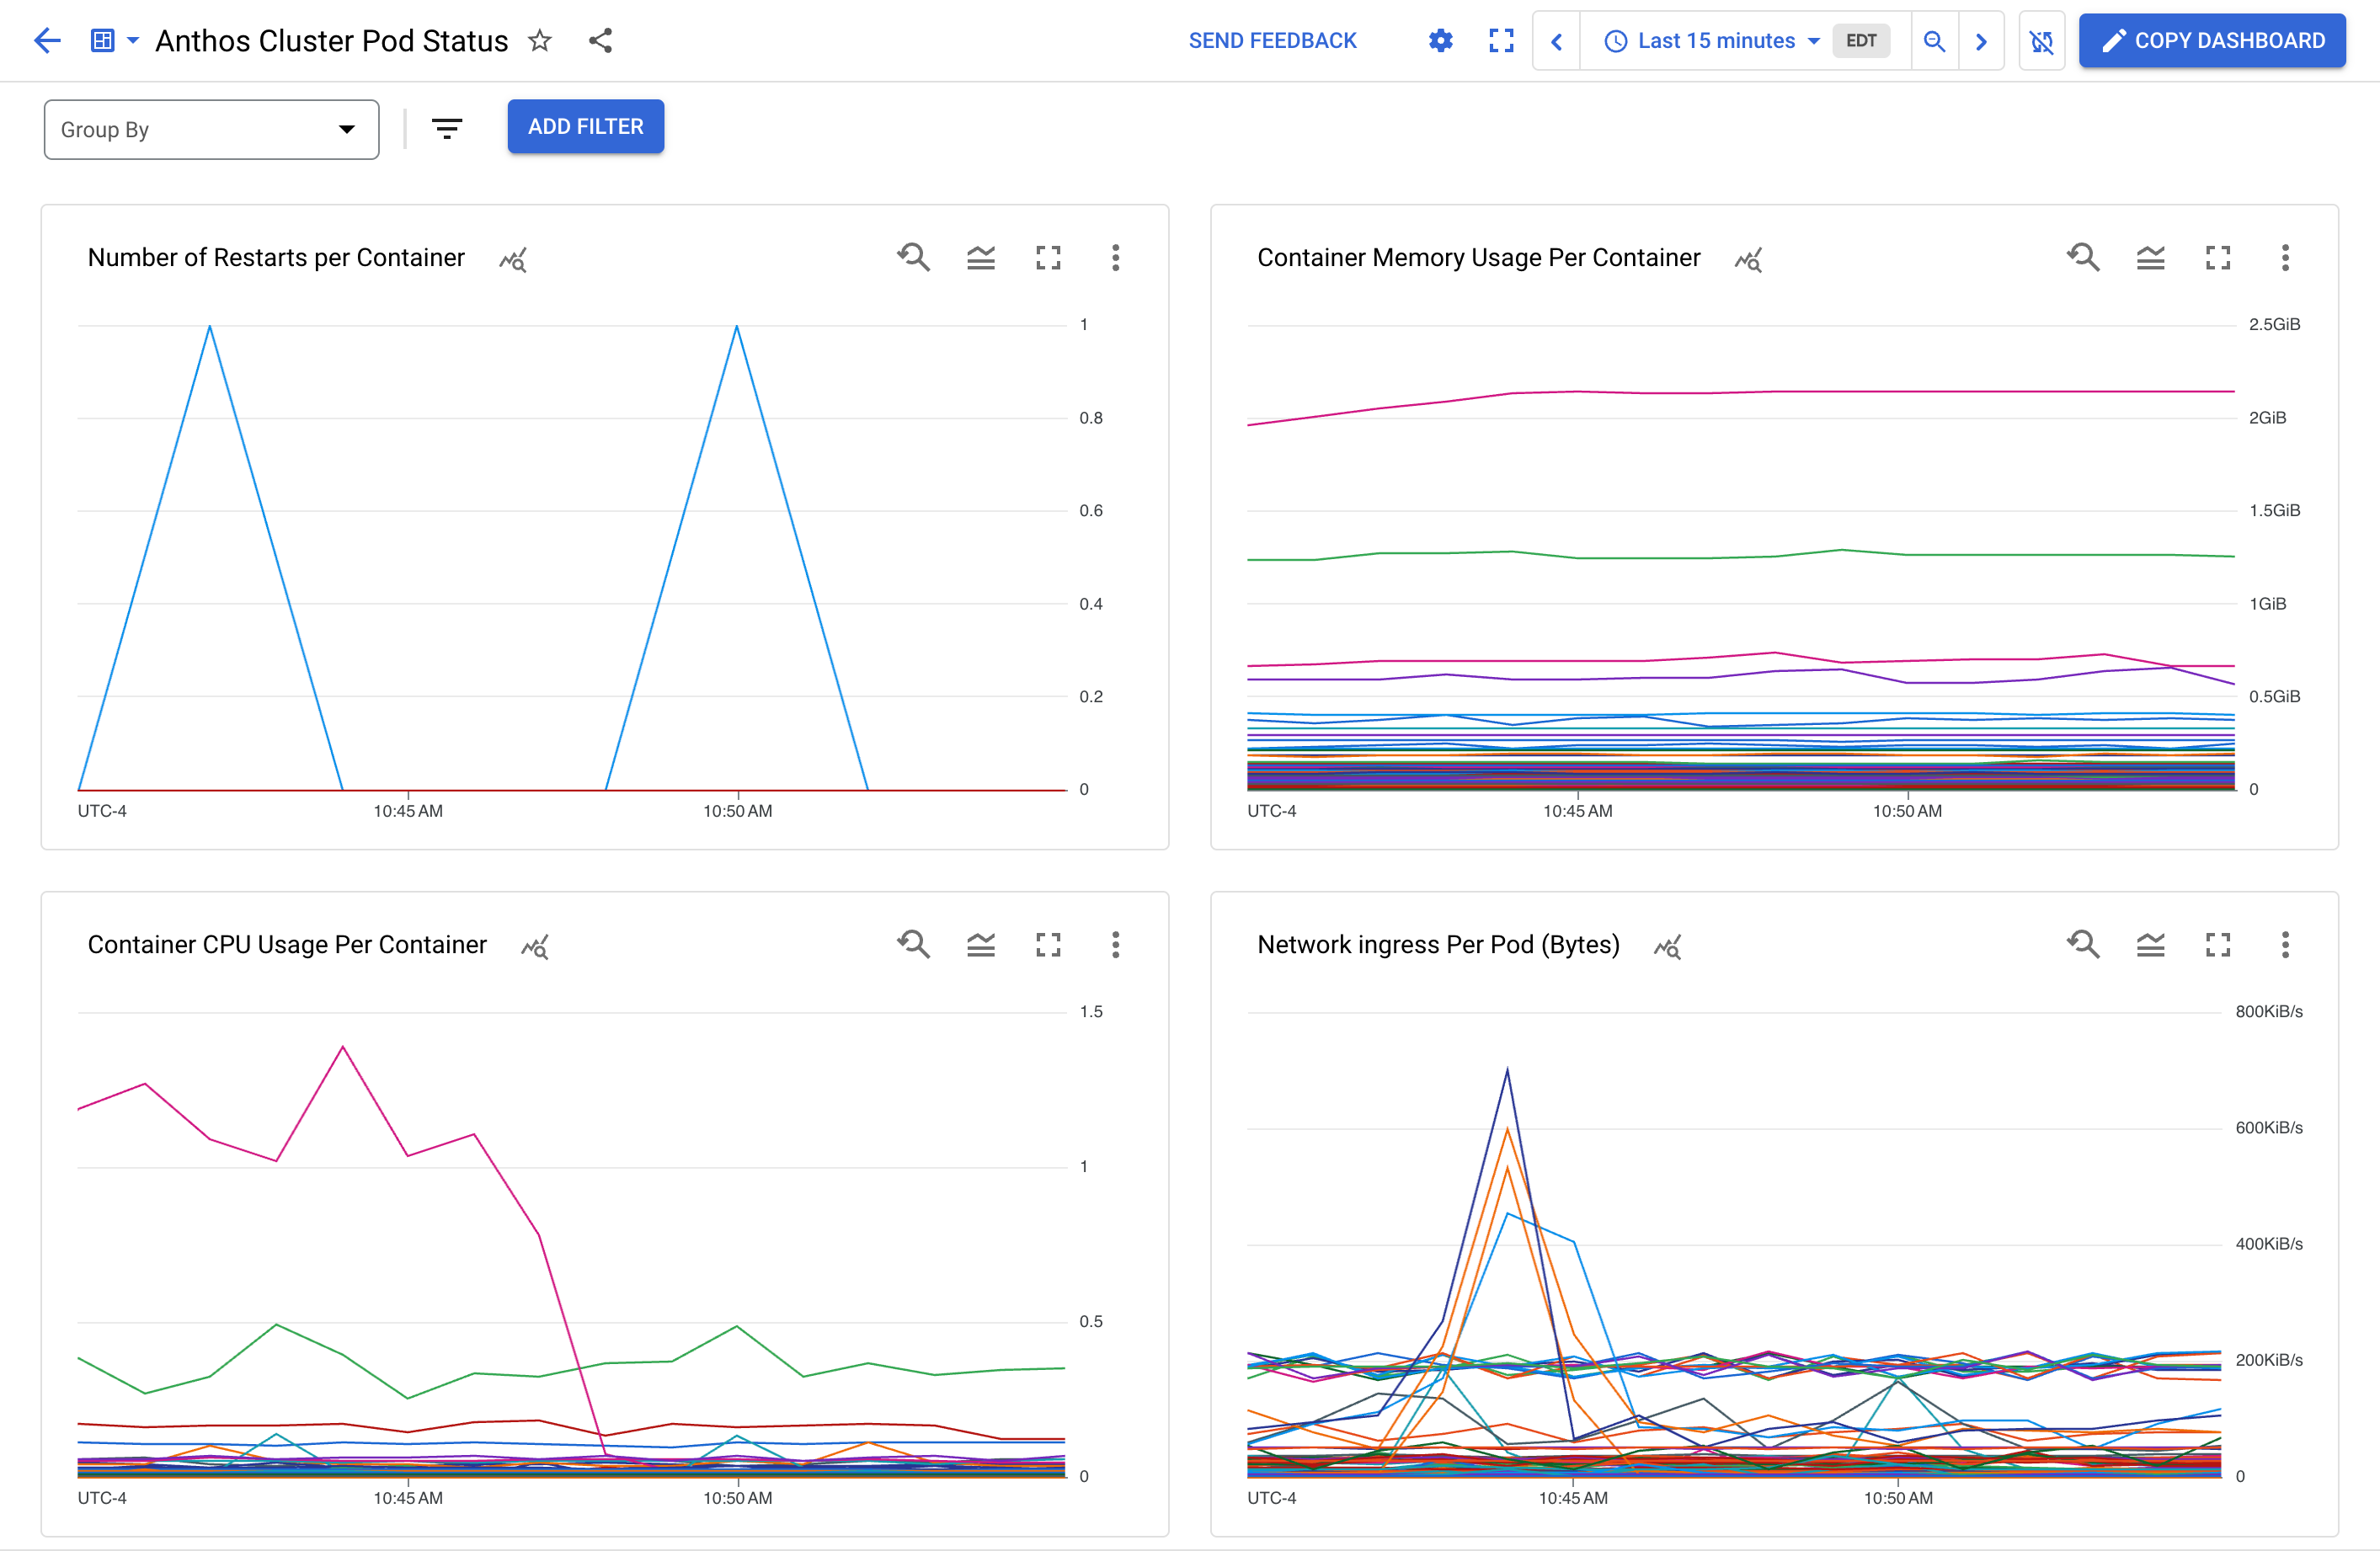 Anthos Cluster Pod Status
SEND FEEDBACK
Last 15 minutes
EDT
COPY DASHBOARD
Group By
ADD FILTER
Number of Restarts per Container
1
0.8
0.6
0.4
0.2
0
UTC-4
10:45 AM
10:50 AM
Container Memory Usage Per Container
2.5GiB
2GiB
1.5GiB
1GiB
0.5GiB
0
UTC-4
10:45 AM
10:50 AM
Container CPU Usage Per Container
1.5
1
0.5
0
UTC-4
10:45 AM
10:50 AM
Network ingress Per Pod (Bytes)
800KiB/s
600KiB/s
400KiB/s
200KiB/s
0
UTC-4
10:45 AM
10:50 AM